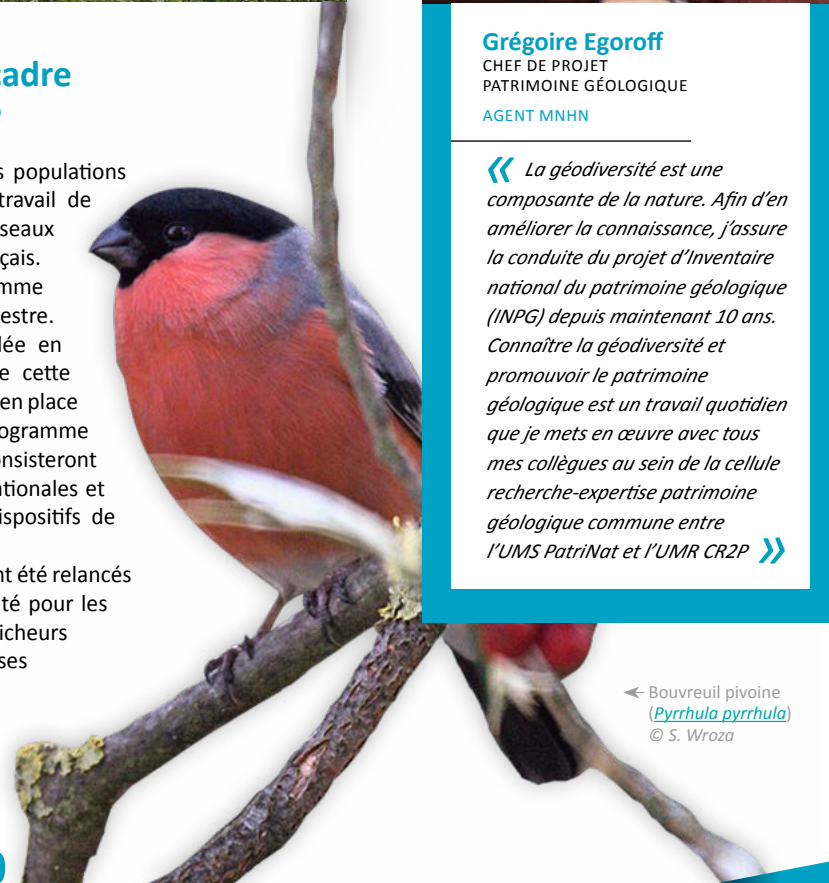 cadre
s populations
travail de
seaux
çais.
mme
estre.
lée en
e cette
en place
ogramme
nsisteront
ationales et
ispositifs de
nt été relancés
té pour les
icheurs
ses
Grégoire Egoroff
CHEF DE PROJET
PATRIMOINE GÉOLOGIQUE
AGENT MNHN
« La géodiversité est une
composante de la nature. Afin d’en
améliorer la connaissance, j’assure
la conduite du projet d’Inventaire
national du patrimoine géologique
(INPG) depuis maintenant 10 ans.
Connaître la géodiversité et
promouvoir le patrimoine
géologique est un travail quotidien
que je mets en œuvre avec tous
mes collègues au sein de la cellule
recherche-expertise patrimoine
géologique commune entre
l’UMS PatriNat et l’UMR CR2P »
Bouvreuil pivoine
(Pyrrhula pyrrhula)
© S. Wroza